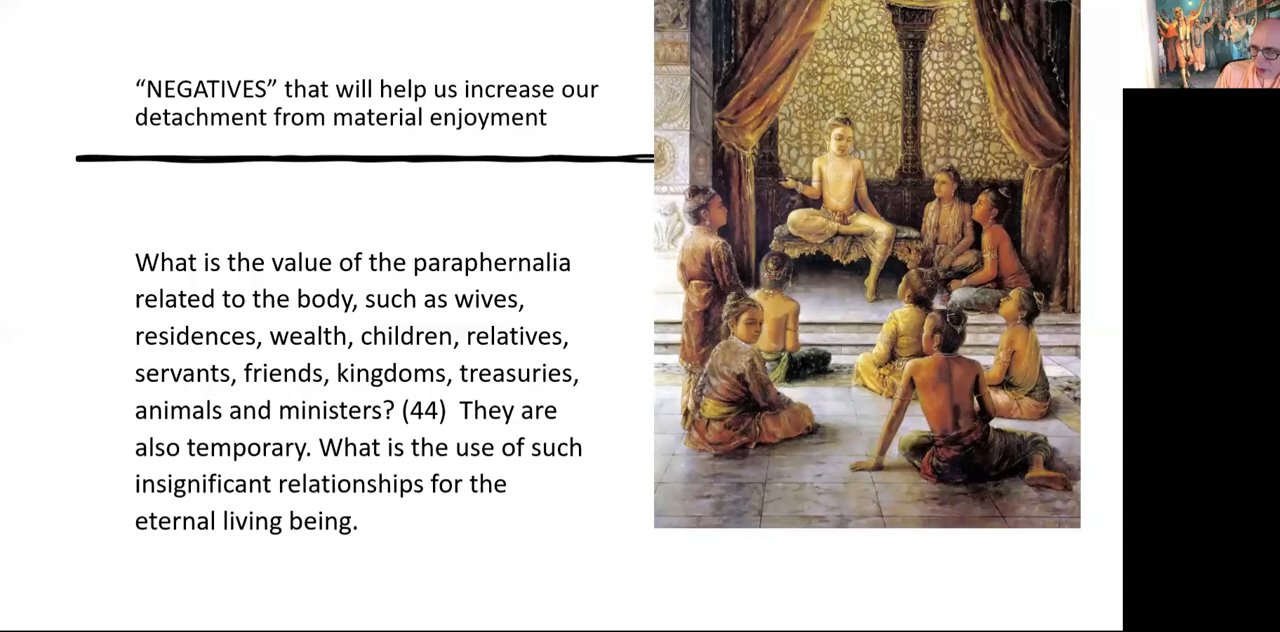 “NEGATIVES” that will help us increase our
detachment from material enjoyment
What is the value of the paraphernalia
related to the body, such as wives,
residences, wealth, children, relatives,
servants, friends, kingdoms, treasuries,
animals and ministers? (44)  They are
also temporary. What is the use of such
insignificant relationships for the
eternal living being.